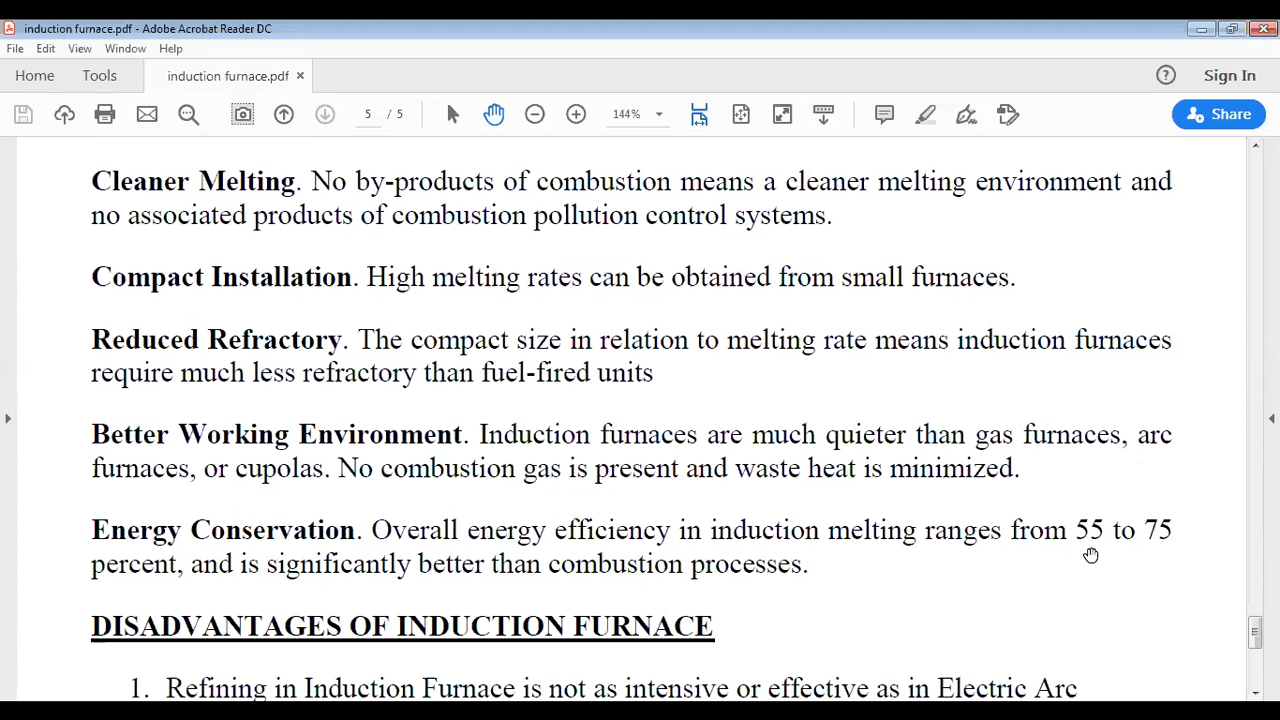 induction furnace.pdf - Adobe Acrobat Reader DC
File Edit View Window Help
Home Tools induction furnace.pdf × Sign In
5 / 5 144% Share
Cleaner Melting. No by-products of combustion means a cleaner melting environment and
no associated products of combustion pollution control systems.
Compact Installation. High melting rates can be obtained from small furnaces.
Reduced Refractory. The compact size in relation to melting rate means induction furnaces
require much less refractory than fuel-fired units
Better Working Environment. Induction furnaces are much quieter than gas furnaces, arc
furnaces, or cupolas. No combustion gas is present and waste heat is minimized.
Energy Conservation. Overall energy efficiency in induction melting ranges from 55 to 75
percent, and is significantly better than combustion processes.
DISADVANTAGES OF INDUCTION FURNACE
1. Refining in Induction Furnace is not as intensive or effective as in Electric Arc